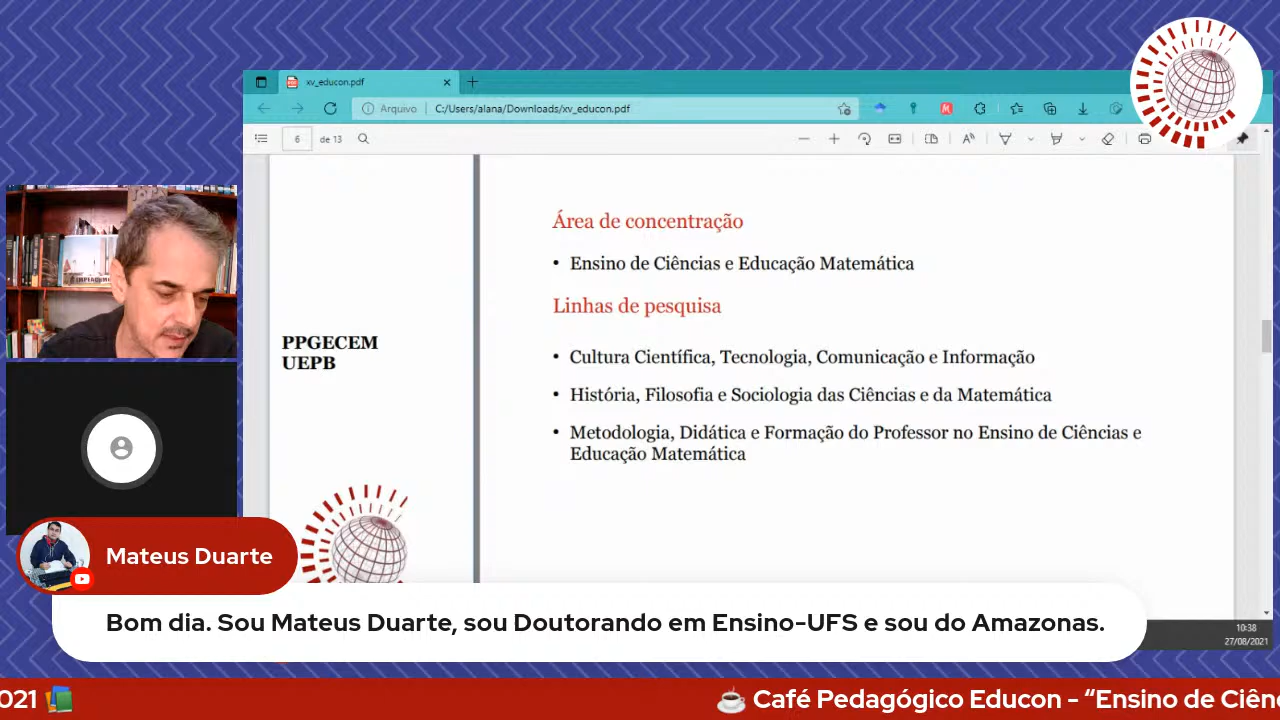 xv_educon.pdf
Arquivo
C:/Users/alana/Downloads/xv_educon.pdf
6 de 13
Área de concentração
• Ensino de Ciências e Educação Matemática
Linhas de pesquisa
• Cultura Científica, Tecnologia, Comunicação e Informação
• História, Filosofia e Sociologia das Ciências e da Matemática
• Metodologia, Didática e Formação do Professor no Ensino de Ciências e
Educação Matemática
PPGECEM
UEPB
Mateus Duarte
Bom dia. Sou Mateus Duarte, sou Doutorando em Ensino-UFS e sou do Amazonas.
10:38
27/08/2021
021
☕ Café Pedagógico Educon - “Ensino de Ciên